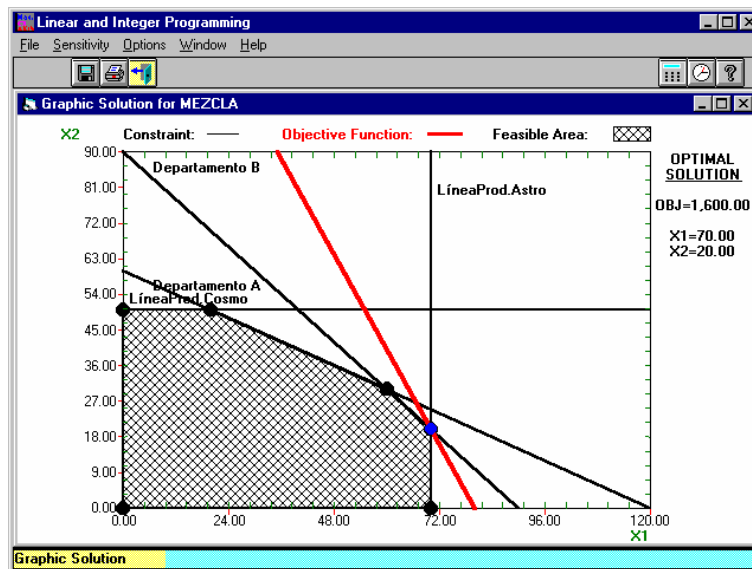 Linear and Integer Programming
File Sensitivity Options Window Help
Graphic Solution for MEZCLA
X2 Constraint: Objective Function: Feasible Area:
90.00
81.00
72.00
63.00
54.00
45.00
36.00
27.00
18.00
9.00
0.00
Departamento B
LíneaProd.Astro
Departamento A
LíneaProd.Cosmo
OPTIMAL
SOLUTION
OBJ=1,600.00
X1=70.00
X2=20.00
0.00 24.00 48.00 72.00 96.00 120.00
X1
Graphic Solution